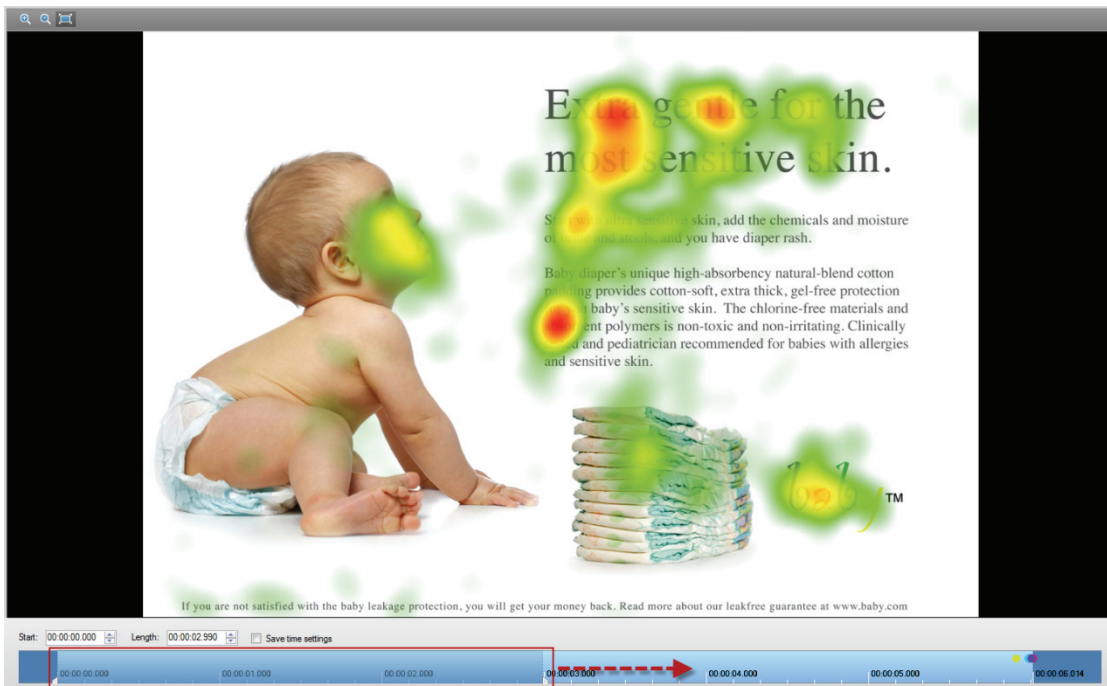 Extra gentle for the
most sensitive skin.
skin, add the chemicals and moisture
and stools, and you have diaper rash.
Baby diaper's unique high-absorbency natural-blend cotton
padding provides cotton-soft, extra thick, gel-free protection
baby's sensitive skin. The chlorine-free materials and
polymers is non-toxic and non-irritating. Clinically
and pediatrician recommended for babies with allergies
and sensitive skin.
baby™
If you are not satisfied with the baby leakage protection, you will get your money back. Read more about our leakfree guarantee at www.baby.com
Start: 00:00:00.000 Length: 00:00:02.990 Save time settings
00:00:00.000 00:00:01.000 00:00:02.000 00:00:03.000 00:00:04.000 00:00:05.000 00:00:06.014